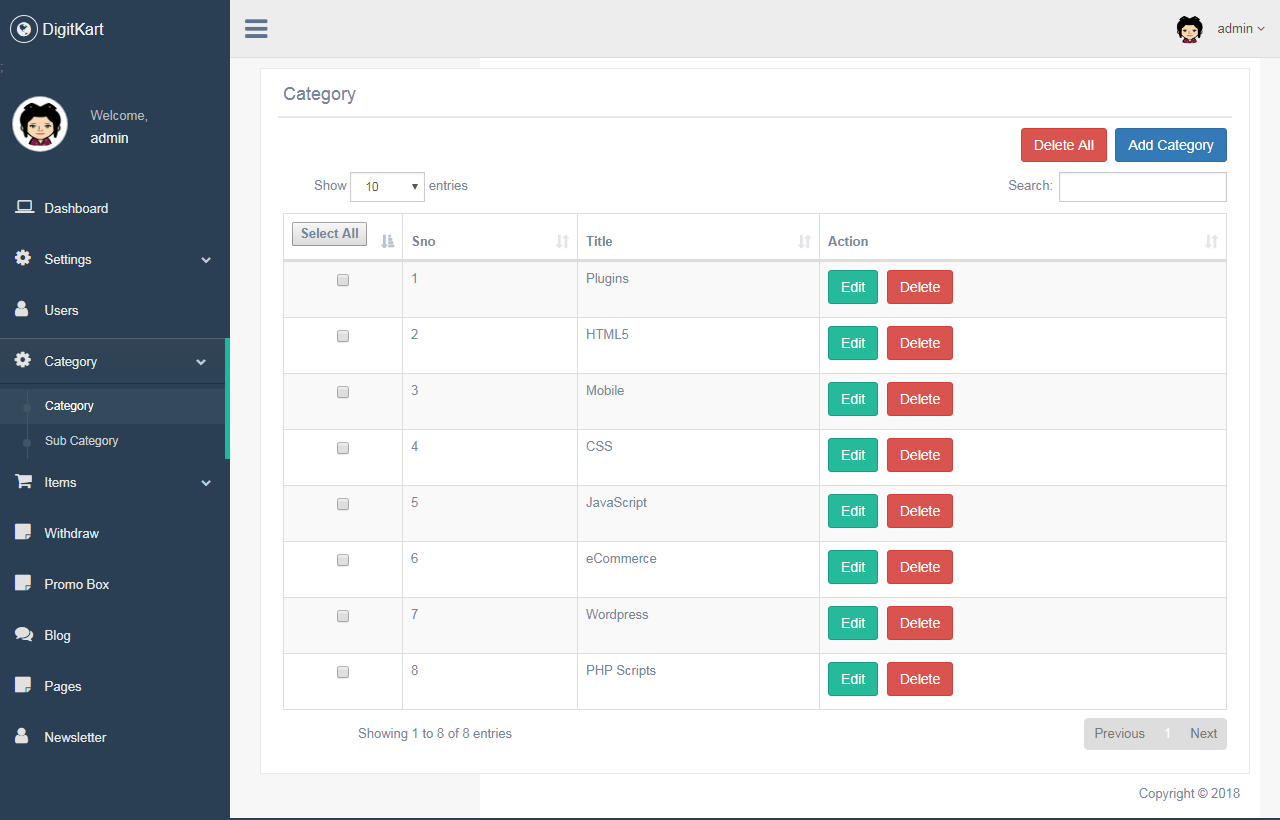 DigitKart
admin
;
Welcome,
admin
Dashboard
Settings
Users
Category
Category
Sub Category
Items
Withdraw
Promo Box
Blog
Pages
Newsletter
Category
Delete All Add Category
Show 10 entries Search:
Select All Sno Title Action
1 Plugins Edit Delete
2 HTML5 Edit Delete
3 Mobile Edit Delete
4 CSS Edit Delete
5 JavaScript Edit Delete
6 eCommerce Edit Delete
7 Wordpress Edit Delete
8 PHP Scripts Edit Delete
Showing 1 to 8 of 8 entries Previous 1 Next
Copyright © 2018